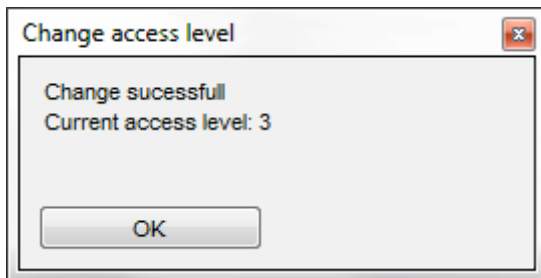 Change access level
Change sucessfull
Current access level: 3
OK